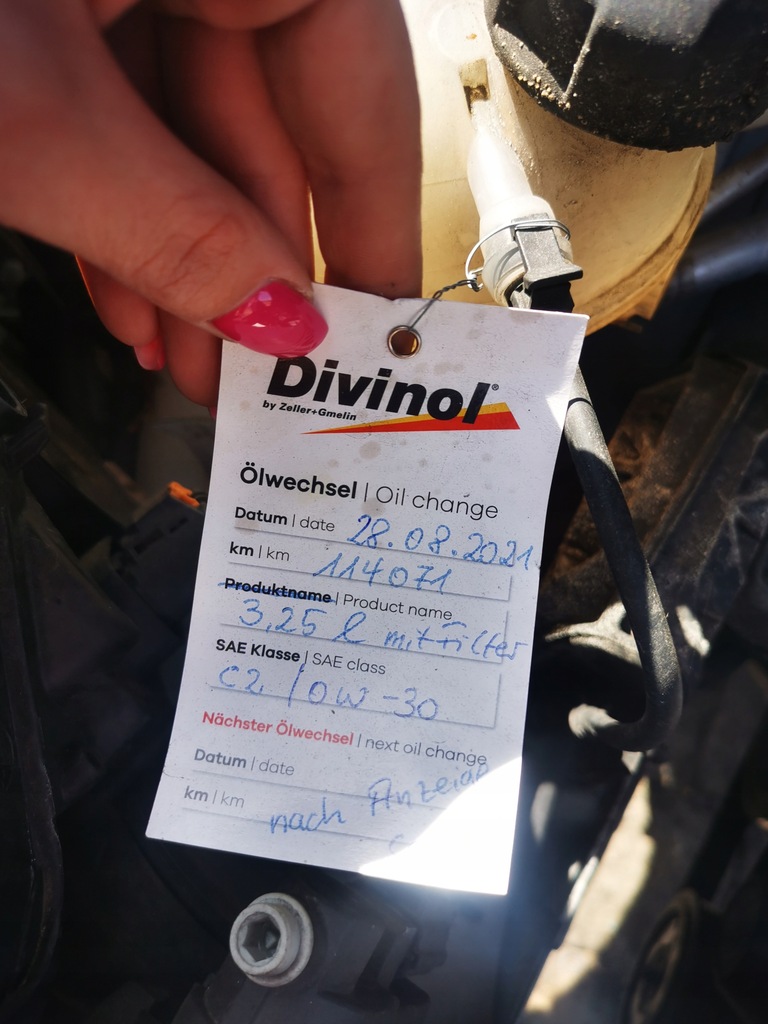 Divinol®
by Zeller+Gmelin
Ölwechsel | Oil change
Datum | date 28.08.2021
km | km 114071
Produktname | Product name
3,25 l mit Filter
SAE Klasse | SAE class
C2 / 0W-30
Nächster Ölwechsel | next oil change
Datum | date
km | km nach Anzeige